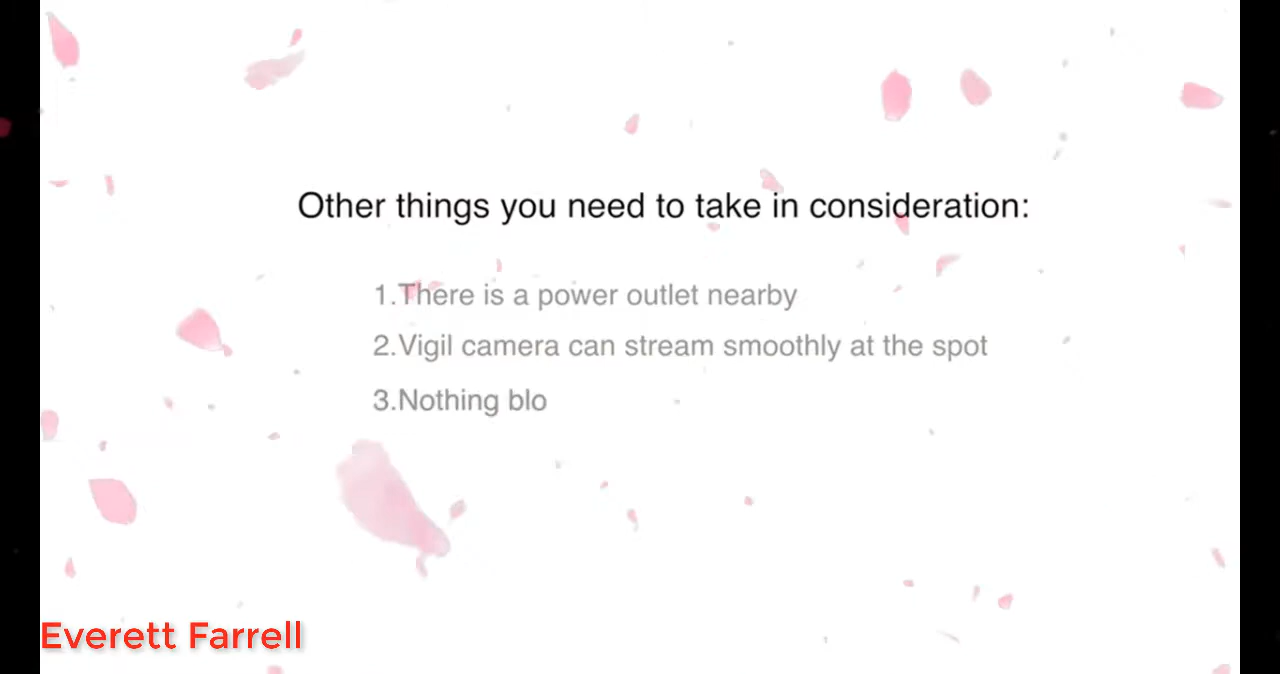 Other things you need to take in consideration:
1.There is a power outlet nearby
2.Vigil camera can stream smoothly at the spot
3.Nothing blo
Everett Farrell